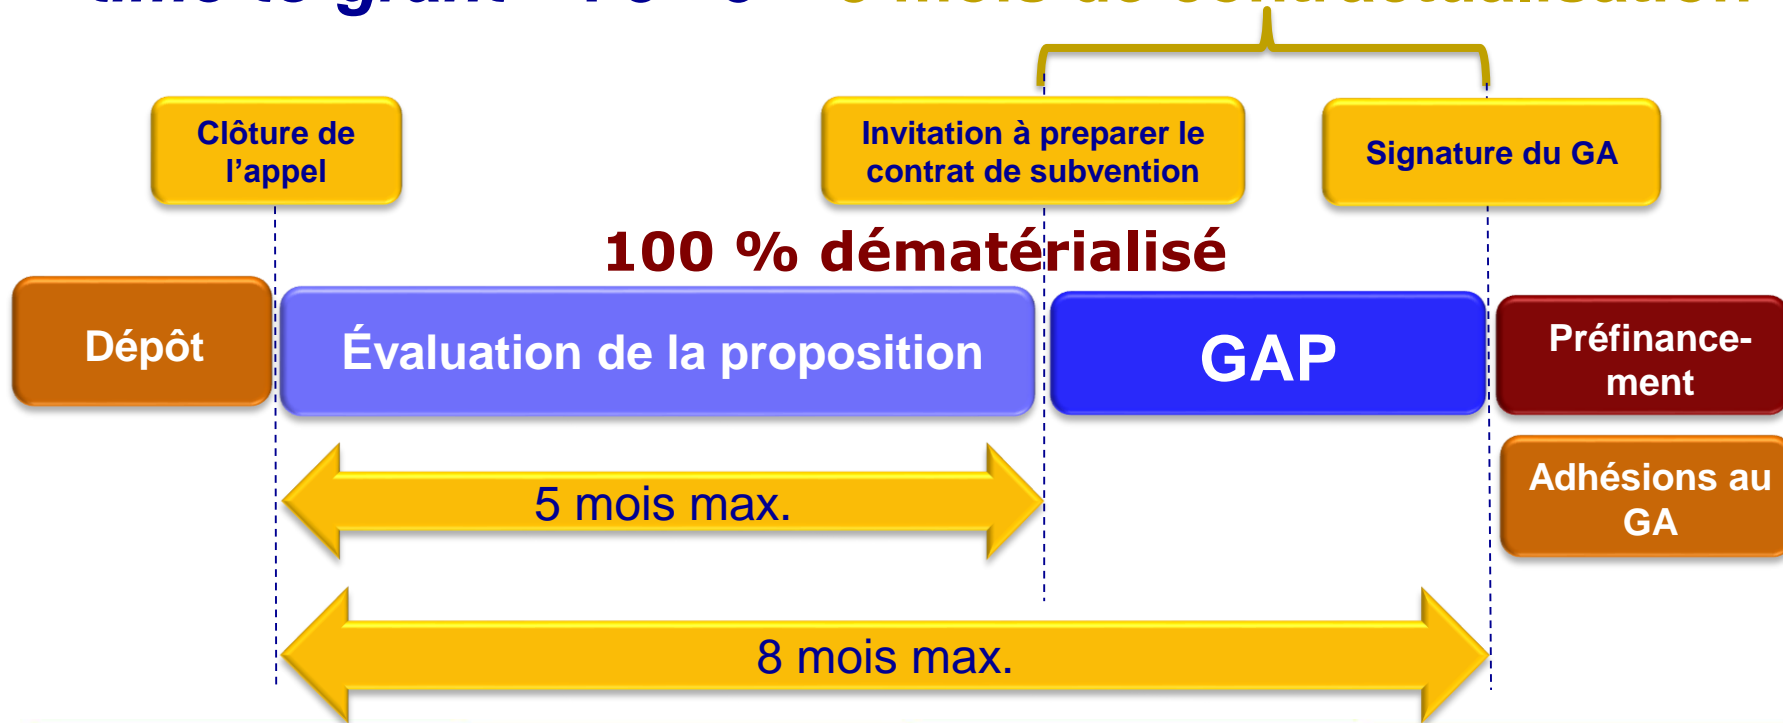 Clôture de
l’appel
Invitation à preparer le
contrat de subvention
Signature du GA
100 % dématérialisé
Dépôt
Évaluation de la proposition
GAP
Préfinance-
ment
Adhésions au
GA
5 mois max.
8 mois max.